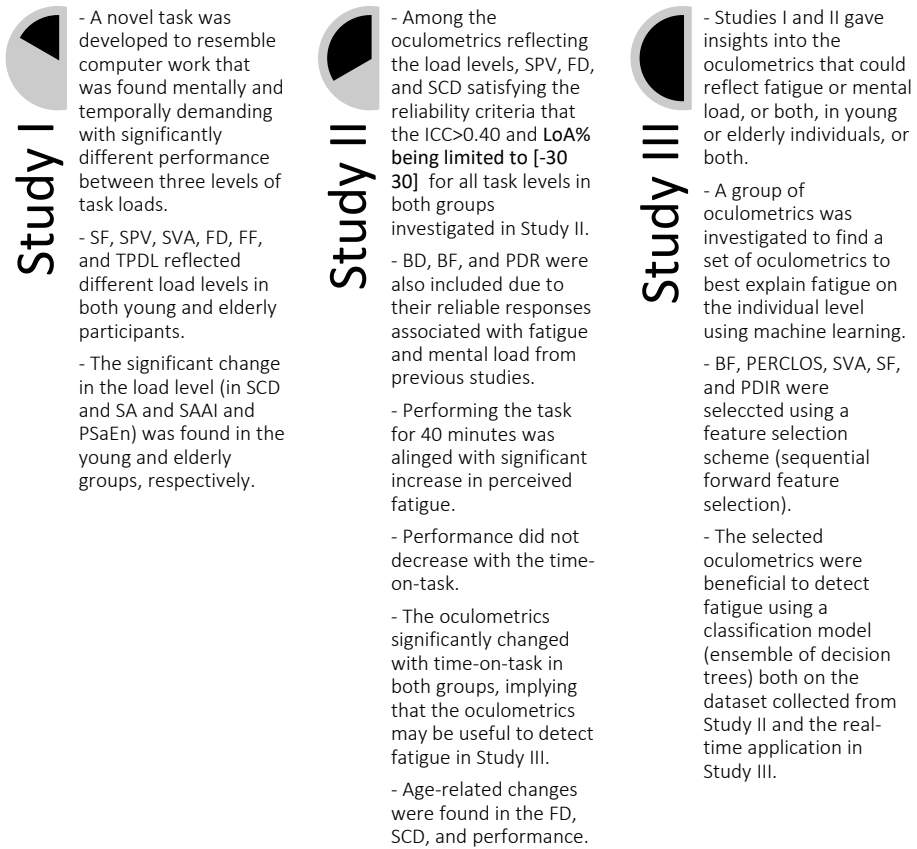 Study I
- A novel task was
developed to resemble
computer work that
was found mentally and
temporally demanding
with significantly
different performance
between three levels of
task loads.
- SF, SPV, SVA, FD, FF,
and TPDL reflected
different load levels in
both young and elderly
participants.
- The significant change
in the load level (in SCD
and SA and SAAI and
PSaEn) was found in the
young and elderly
groups, respectively.
Study II
- Among the
oculometrics reflecting
the load levels, SPV, FD,
and SCD satisfying the
reliability criteria that
the ICC>0.40 and LoA%
being limited to [-30
30]  for all task levels in
both groups
investigated in Study II.
- BD, BF, and PDR were
also included due to
their reliable responses
associated with fatigue
and mental load from
previous studies.
- Performing the task
for 40 minutes was
alinged with significant
increase in perceived
fatigue.
- Performance did not
decrease with the time-
on-task.
- The oculometrics
significantly changed
with time-on-task in
both groups, implying
that the oculometrics
may be useful to detect
fatigue in Study III.
- Age-related changes
were found in the FD,
SCD, and performance.
Study III
- Studies I and II gave
insights into the
oculometrics that could
reflect fatigue or mental
load, or both, in young
or elderly individuals, or
both.
- A group of
oculometrics was
investigated to find a
set of oculometrics to
best explain fatigue on
the individual level
using machine learning.
- BF, PERCLOS, SVA, SF,
and PDIR were
seleccted using a
feature selection
scheme (sequential
forward feature
selection).
- The selected
oculometrics were
beneficial to detect
fatigue using a
classification model
(ensemble of decision
trees) both on the
dataset collected from
Study II and the real-
time application in
Study III.